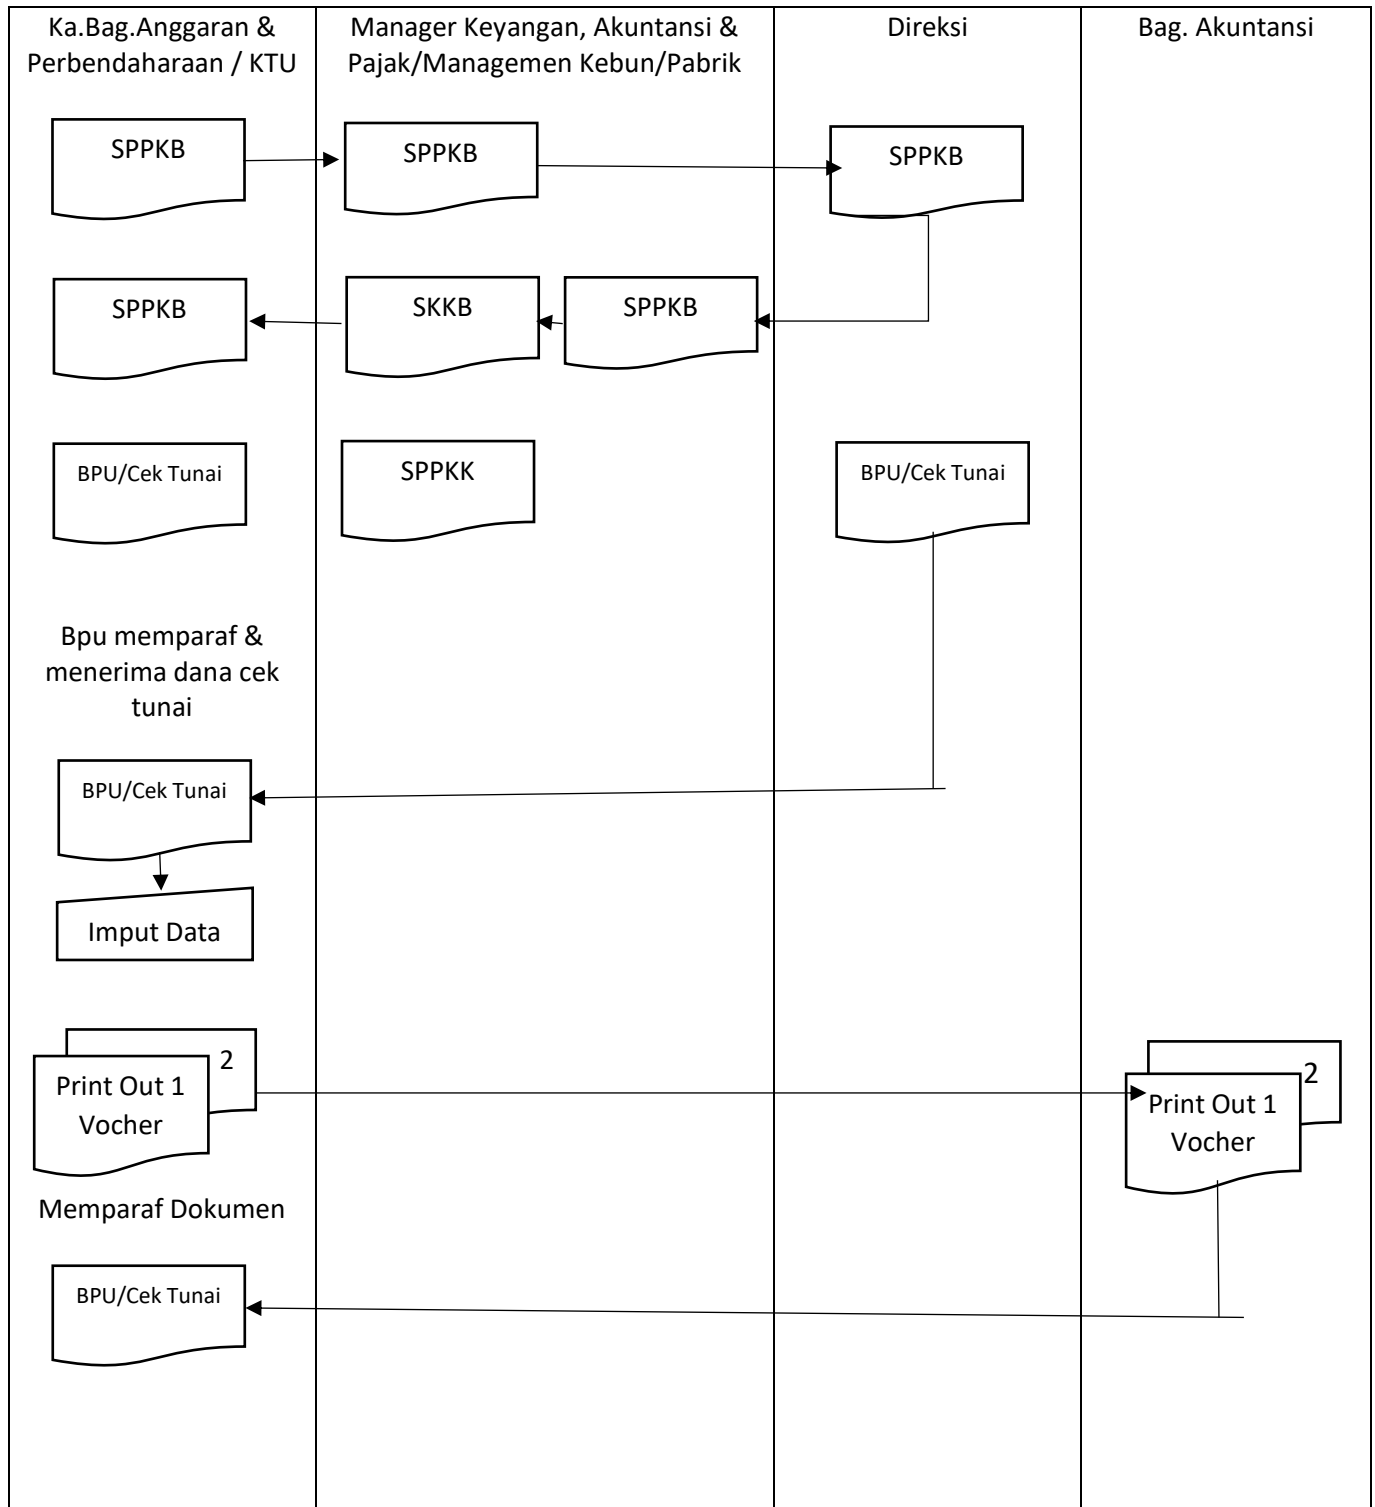 Ka.Bag.Anggaran &
Perbendaharaan / KTU
Manager Keyangan, Akuntansi &
Pajak/Managemen Kebun/Pabrik
Direksi
Bag. Akuntansi
SPPKB
SPPKB
SPPKB
SPPKB
SKKB
SPPKB
BPU/Cek Tunai
SPPKK
BPU/Cek Tunai
Bpu memparaf &
menerima dana cek
tunai
BPU/Cek Tunai
Imput Data
2
Print Out 1
Vocher
2
Print Out 1
Vocher
Memparaf Dokumen
BPU/Cek Tunai